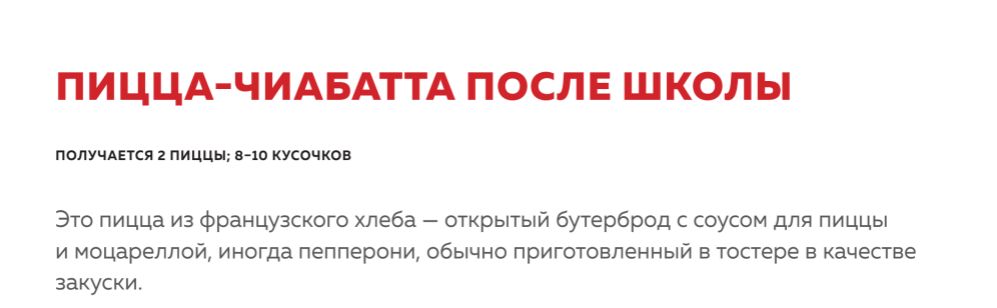 ПИЦЦА-ЧИАБАТТА ПОСЛЕ ШКОЛЫ
ПОЛУЧАЕТСЯ 2 ПИЦЦЫ; 8–10 КУСОЧКОВ
Это пицца из французского хлеба — открытый бутерброд с соусом для пиццы
и моцареллой, иногда пепперони, обычно приготовленный в тостере в качестве
закуски.